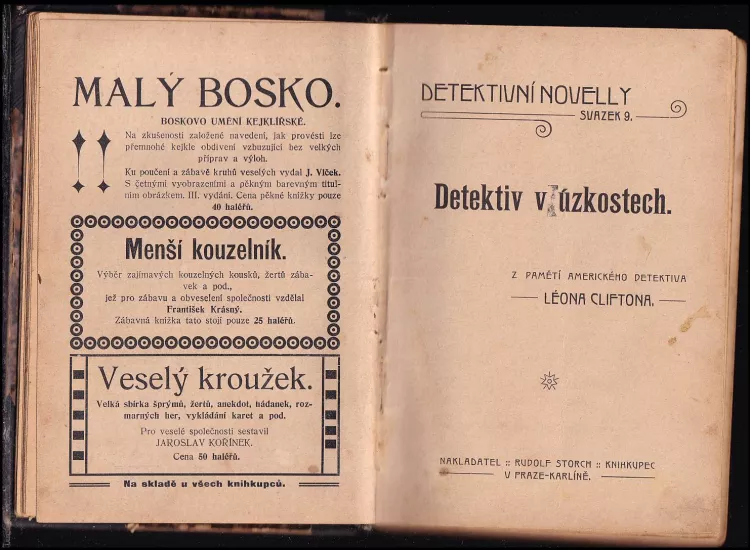 MALÝ BOSKO.
BOSKOVO UMĚNÍ KEJKLÍŘSKÉ.
Na zkušenosti založené navedení, jak provésti lze
přemnohé kejkle obdivení vzbuzující bez velkých
příprav a výloh.
Ku poučení a zábavě kruhů veselých vydal J. Vlček.
S četnými vyobrazeními a pěkným barevným titul-
ním obrázkem. III. vydání. Cena pěkné knížky pouze
40 haléřů.
Menší kouzelník.
Výběr zajímavých kouzelných kousků, žertů zába-
vek a pod.,
jež pro zábavu a obveselení společnosti vzdělal
František Krásný.
Zábavná knížka tato stojí pouze 25 haléřů.
Veselý kroužek.
Velká sbírka šprýmů, žertů, anekdot, hádanek, roz-
marných her, vykládání karet a pod.
Pro veselé společnosti sestavil
JAROSLAV KOŘÍNEK.
Cena 50 haléřů.
Na skladě u všech knihkupců.
DETEKTIVNÍ NOVELLY
SVAZEK 9.
Detektiv v úzkostech.
Z PAMĚTÍ AMERICKÉHO DETEKTIVA
LÉONA CLIFTONA.
NAKLADATEL :: RUDOLF STORCH :: KNIHKUPEC
V PRAZE-KARLÍNĚ.